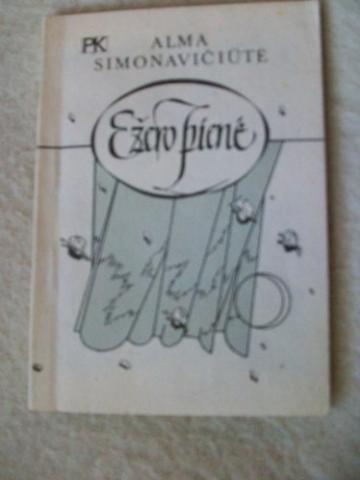 PK ALMA
SIMONAVIČIŪTĖ
Ežero pienė